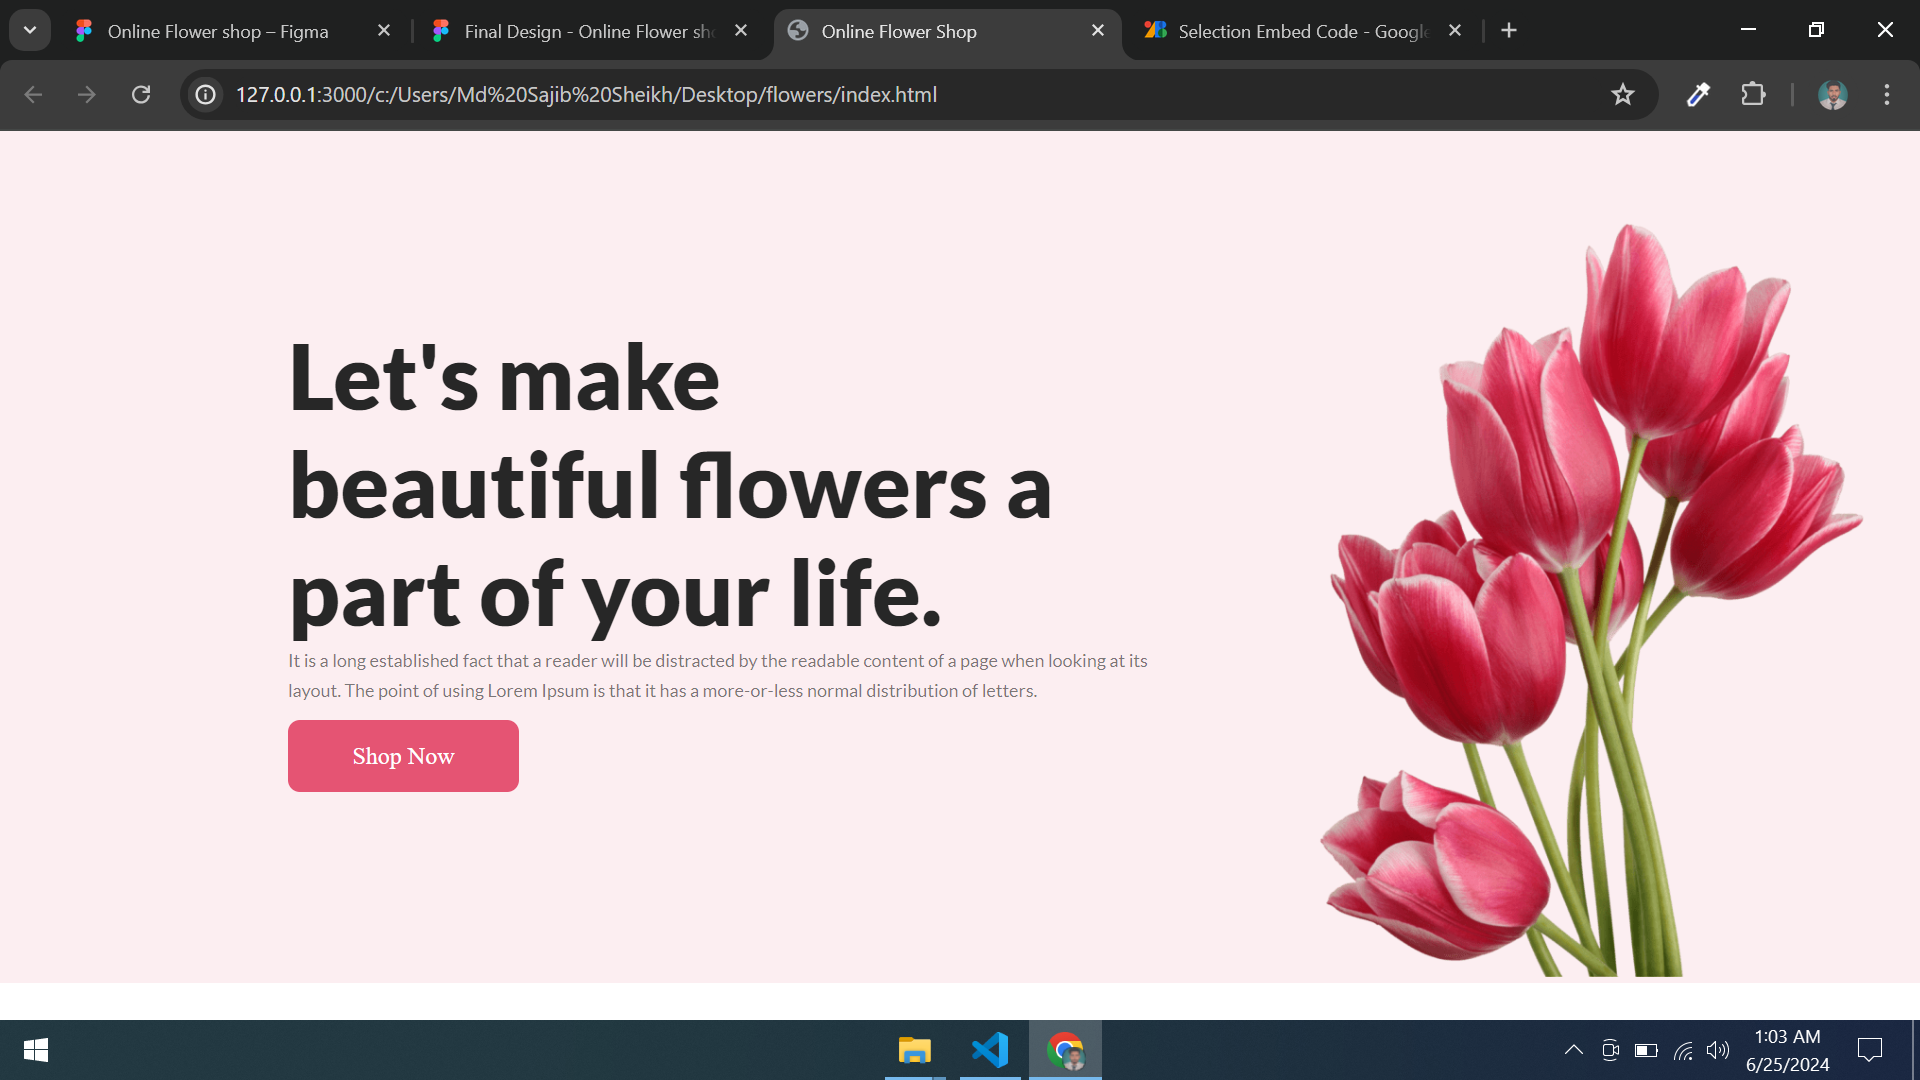 Online Flower shop – Figma
Final Design - Online Flower sho
Online Flower Shop
Selection Embed Code - Google
127.0.0.1:3000/c:/Users/Md%20Sajib%20Sheikh/Desktop/flowers/index.html
Let's make
beautiful flowers a
part of your life.
It is a long established fact that a reader will be distracted by the readable content of a page when looking at its
layout. The point of using Lorem Ipsum is that it has a more-or-less normal distribution of letters.
Shop Now
1:03 AM
6/25/2024